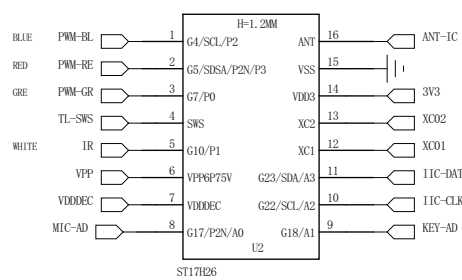 H=1.2MM
BLUE PWM-BL 1 G4/SCL/P2 ANT 16 ANT-IC
RED PWM-RE 2 G5/SDSA/P2N/P3 VSS 15
GRE PWM-GR 3 G7/P0 VDD3 14 3V3
TL-SWS 4 SWS XC2 13 XC02
WHITE IR 5 G10/P1 XC1 12 XC01
VPP 6 VPP6P75V G23/SDA/A3 11 IIC-DAT
VDDDEC 7 VDDDEC G22/SCL/A2 10 IIC-CLK
MIC-AD 8 G17/P2N/A0 G18/A1 9 KEY-AD
U2
ST17H26